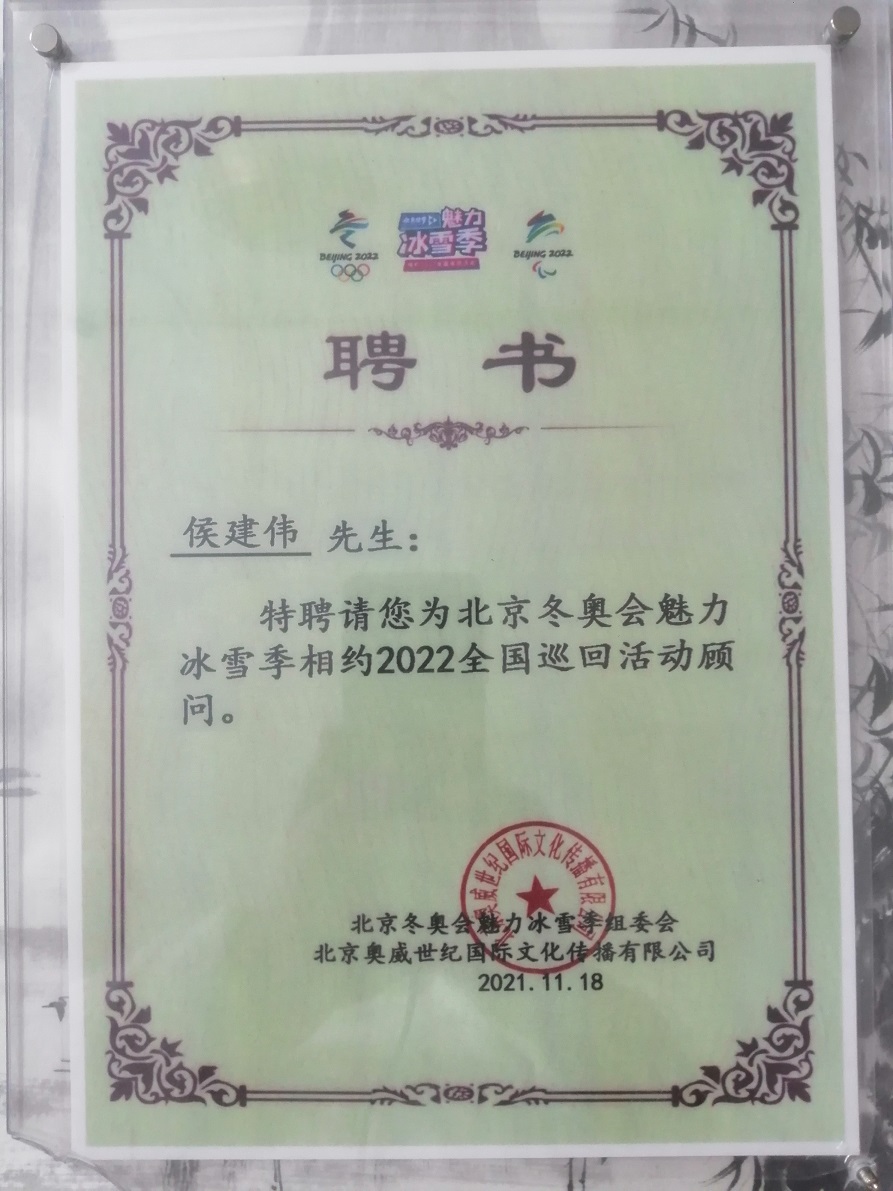 BEIJING 2022
魅力
冰雪季
BEIJING 2022
聘 书
侯建伟 先生：
特聘请您为北京冬奥会魅力
冰雪季相约2022全国巡回活动顾
问。
奥威世纪国际文化传播有限公司
北京冬奥会魅力冰雪季组委会
北京奥威世纪国际文化传播有限公司
2021.11.18